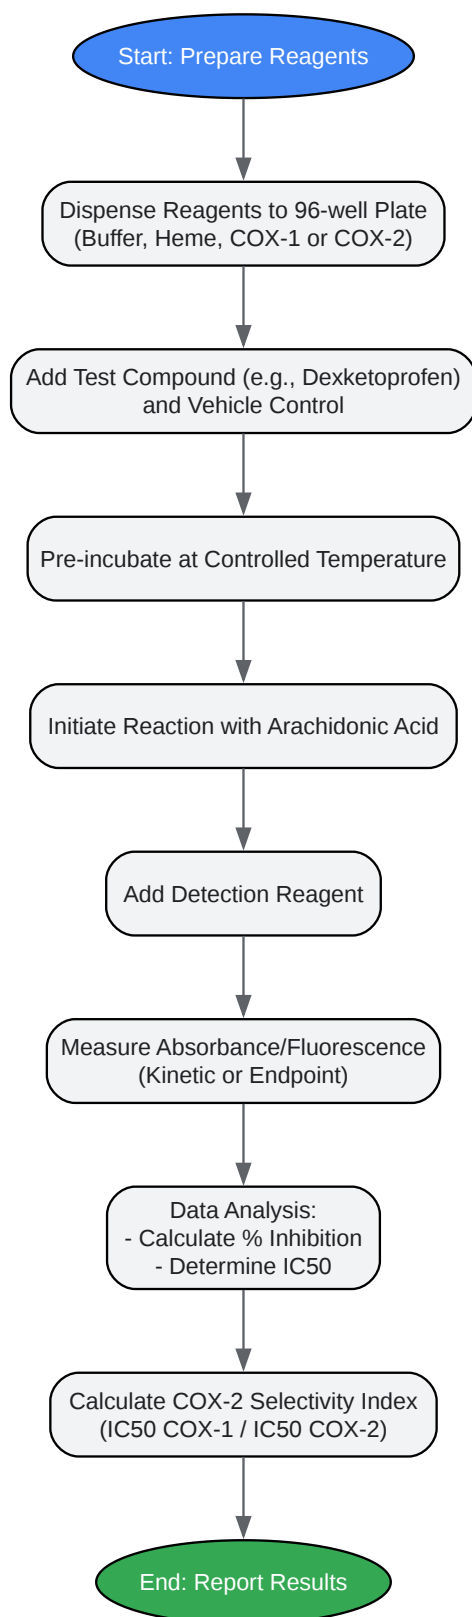 Start: Prepare Reagents
Dispense Reagents to 96-well Plate
(Buffer, Heme, COX-1 or COX-2)
Add Test Compound (e.g., Dexketoprofen)
and Vehicle Control
Pre-incubate at Controlled Temperature
Initiate Reaction with Arachidonic Acid
Add Detection Reagent
Measure Absorbance/Fluorescence
(Kinetic or Endpoint)
Data Analysis:
- Calculate % Inhibition
- Determine IC50
Calculate COX-2 Selectivity Index
(IC50 COX-1 / IC50 COX-2)
End: Report Results